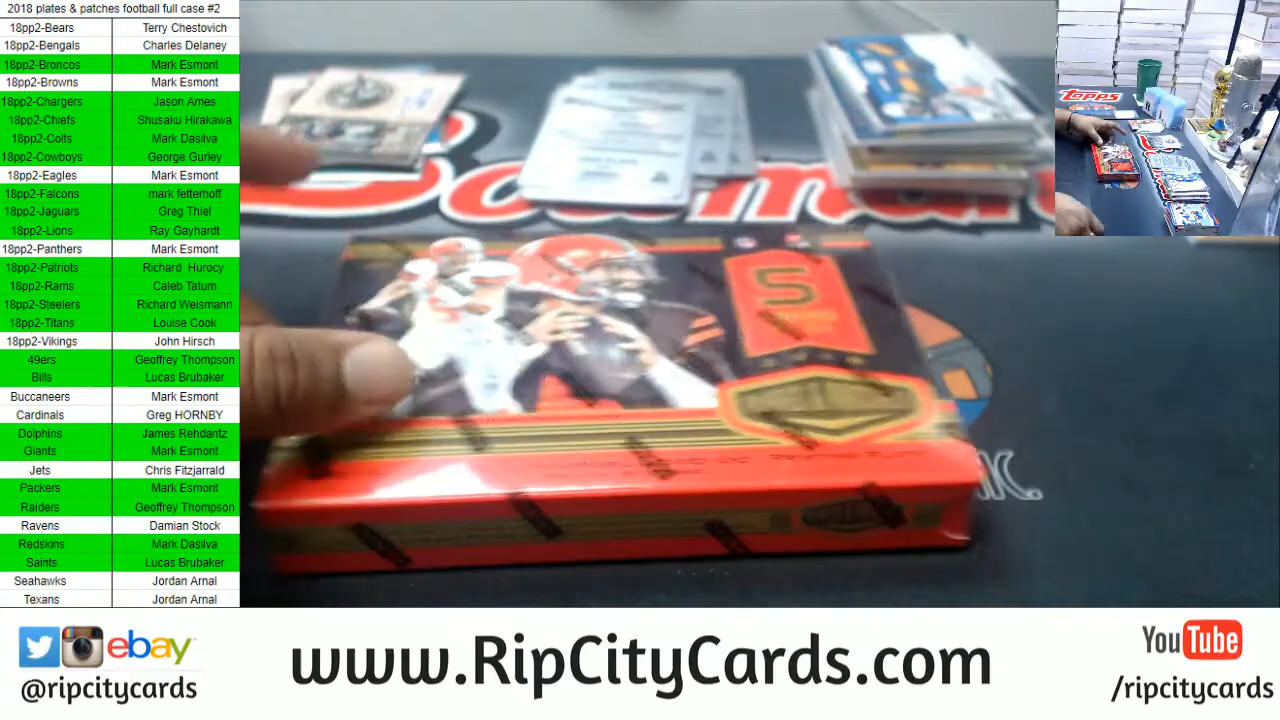 2018 plates & patches football full case #2
18pp2-Bears Terry Chestovich
18pp2-Bengals Charles Delaney
18pp2-Broncos Mark Esmont
18pp2-Browns Mark Esmont
18pp2-Chargers Jason Ames
18pp2-Chiefs Shusaku Hirakawa
18pp2-Colts Mark Dasilva
18pp2-Cowboys George Gurley
18pp2-Eagles Mark Esmont
18pp2-Falcons mark fetterhoff
18pp2-Jaguars Greg Thiel
18pp2-Lions Ray Gayhardt
18pp2-Panthers Mark Esmont
18pp2-Patriots Richard Hurocy
18pp2-Rams Caleb Tatum
18pp2-Steelers Richard Weismann
18pp2-Titans Louise Cook
18pp2-Vikings John Hirsch
49ers Geoffrey Thompson
Bills Lucas Brubaker
Buccaneers Mark Esmont
Cardinals Greg HORNBY
Dolphins James Rehdantz
Giants Mark Esmont
Jets Chris Fitzjarrald
Packers Mark Esmont
Raiders Geoffrey Thompson
Ravens Damian Stock
Redskins Mark Dasilva
Saints Lucas Brubaker
Seahawks Jordan Arnal
Texans Jordan Arnal
Topps
Bowman
5
ebay
@ripcitycards
www.RipCityCards.com
YouTube
/ripcitycards